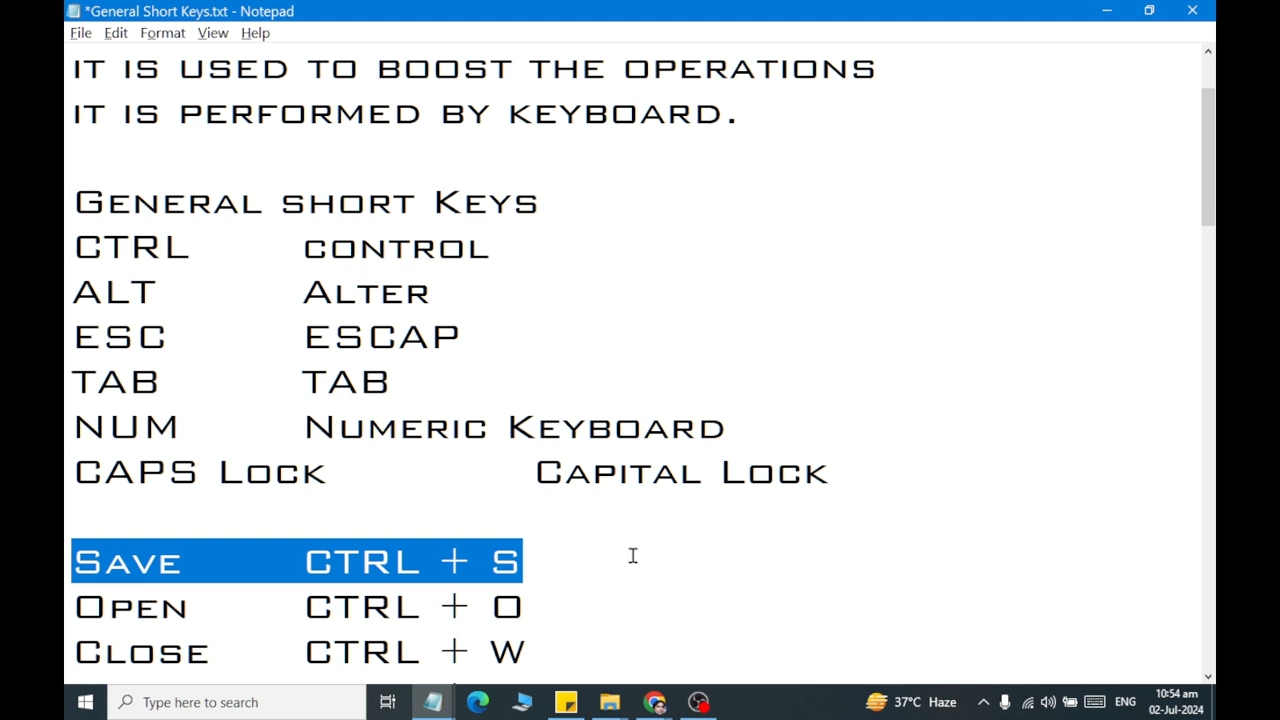 *General Short Keys.txt - Notepad
File Edit Format View Help
IT IS USED TO BOOST THE OPERATIONS
IT IS PERFORMED BY KEYBOARD.
General short Keys
CTRL control
ALT Alter
ESC ESCAP
TAB TAB
NUM Numeric Keyboard
CAPS Lock Capital Lock
Save CTRL + S
Open CTRL + O
Close CTRL + W
Type here to search
37°C Haze
ENG
10:54 am
02-Jul-2024